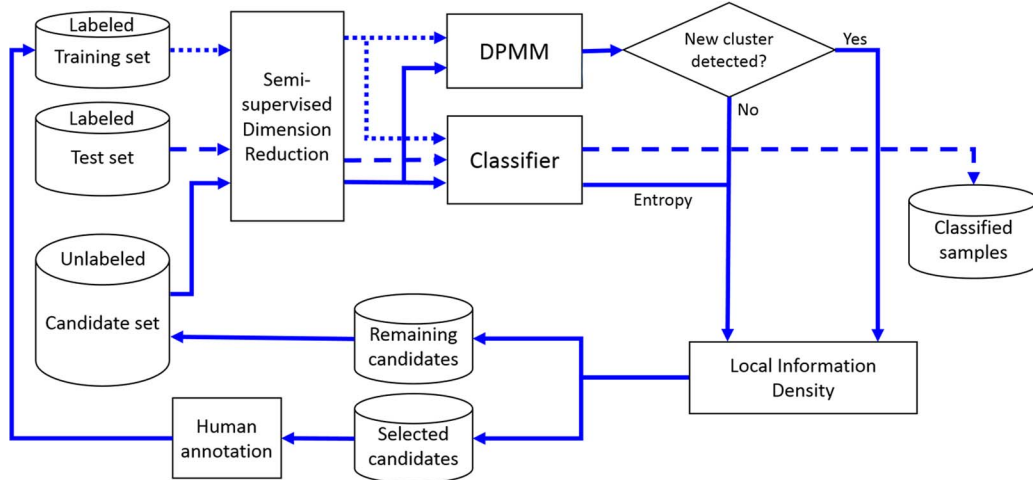 Labeled
Training set
Labeled
Test set
Unlabeled
Candidate set
Semi-
supervised
Dimension
Reduction
DPMM
Classifier
New cluster
detected?
Yes
No
Entropy
Classified
samples
Local Information
Density
Remaining
candidates
Selected
candidates
Human
annotation